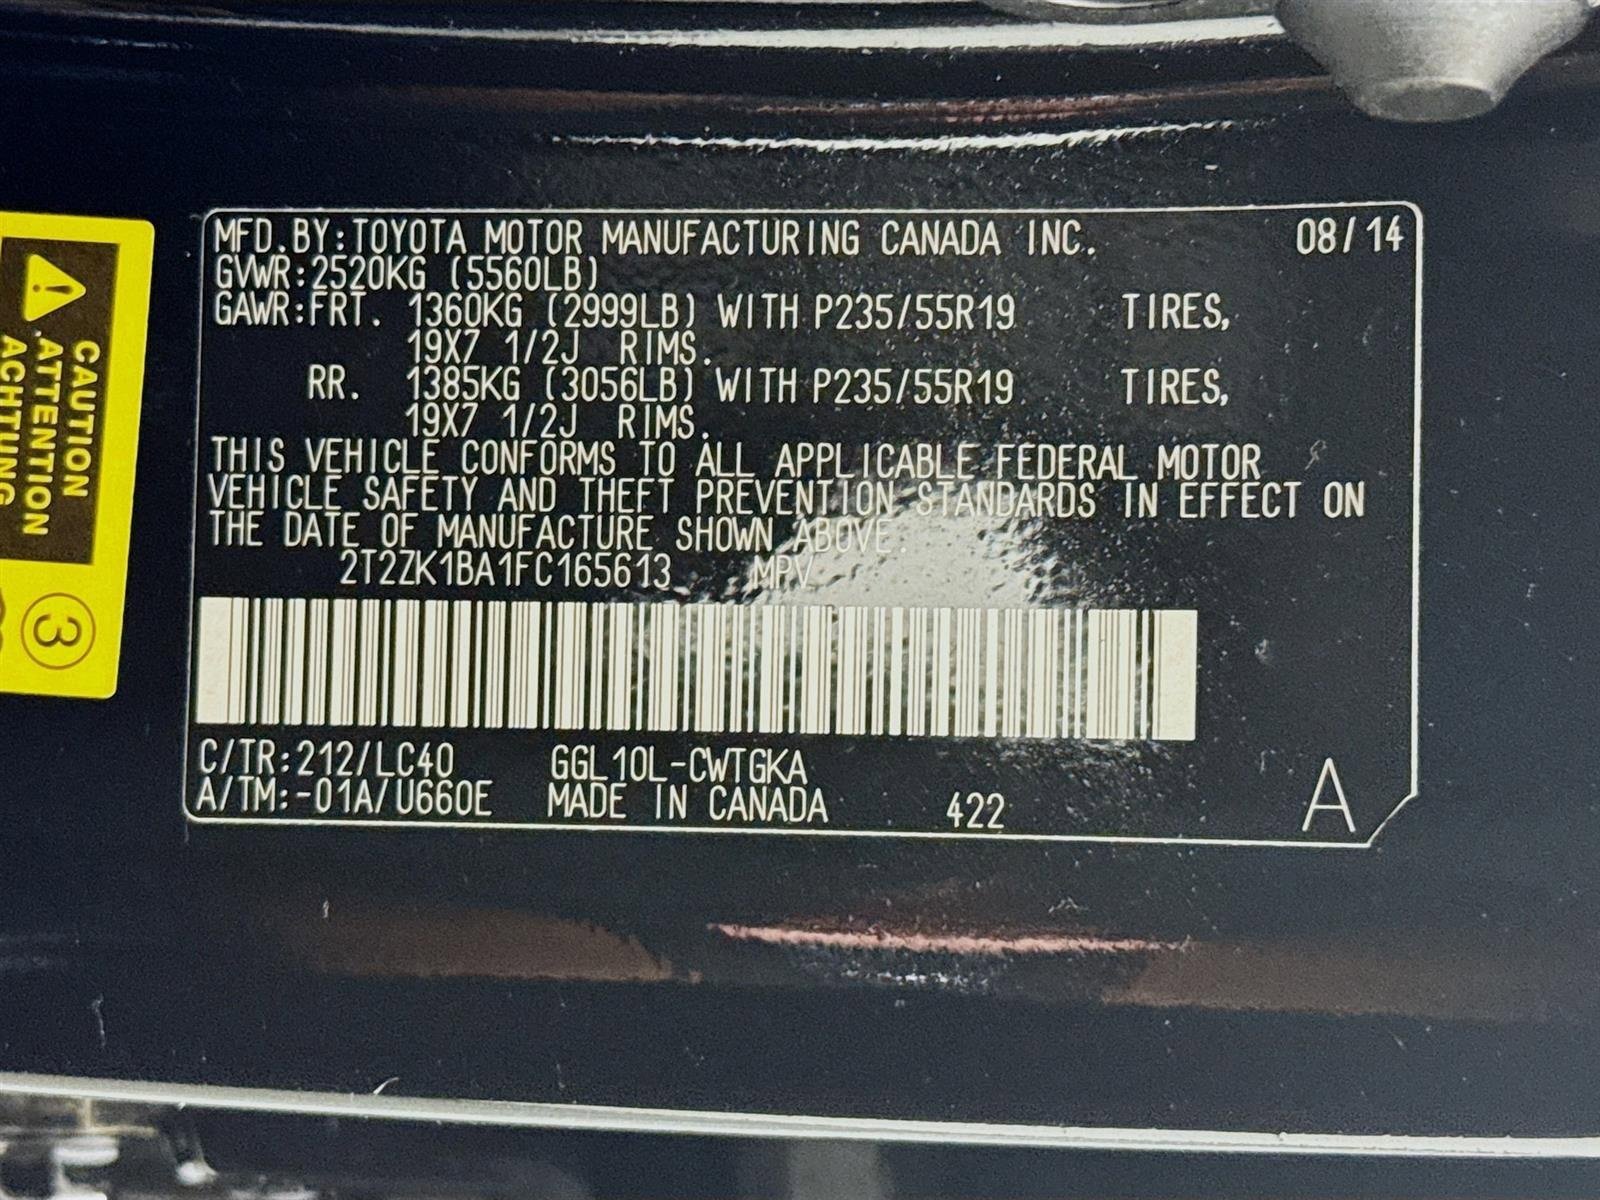 MFD.BY:TOYOTA MOTOR MANUFACTURING CANADA INC. 08/14
GVWR:2520KG (5560LB)
GAWR:FRT. 1360KG (2999LB) WITH P235/55R19 TIRES,
19X7 1/2J RIMS.
RR. 1385KG (3056LB) WITH P235/55R19 TIRES,
19X7 1/2J RIMS.
THIS VEHICLE CONFORMS TO ALL APPLICABLE FEDERAL MOTOR
VEHICLE SAFETY AND THEFT PREVENTION STANDARDS IN EFFECT ON
THE DATE OF MANUFACTURE SHOWN ABOVE.
2T2ZK1BA1FC165613 MPV
C/TR:212/LC40 GGL10L-CWTGKA
A/TM:-01A/U660E MADE IN CANADA 422 A
CAUTION
ATTENTION
ACHTUNG
3